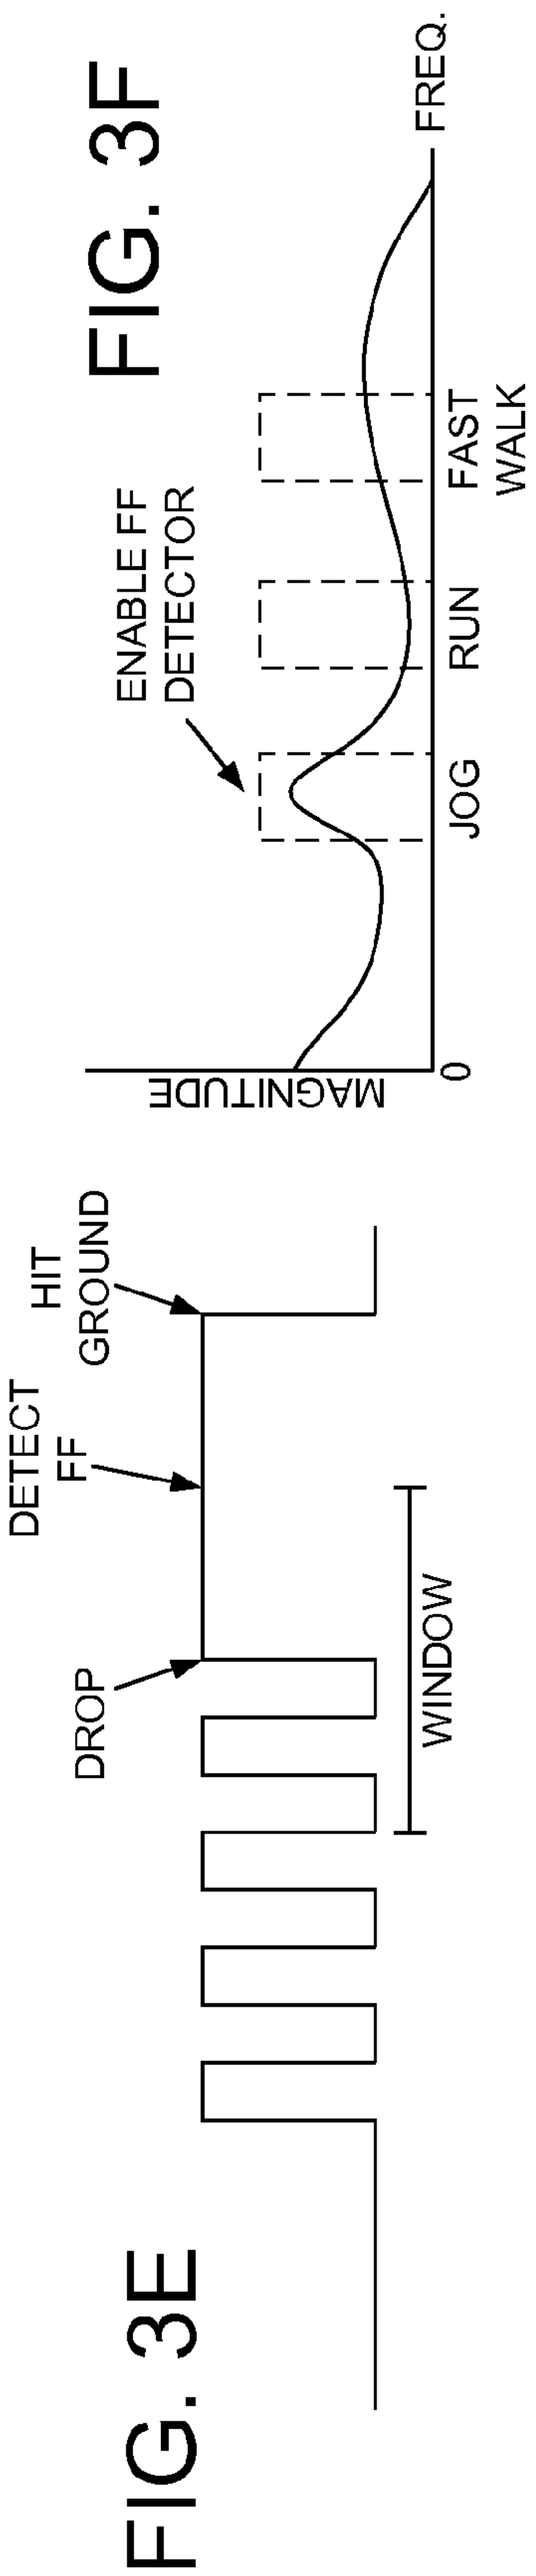 FIG. 3E
DROP
DETECT
FF
HIT
GROUND
WINDOW
FIG. 3F
ENABLE FF
DETECTOR
MAGNITUDE
0
JOG
RUN
FAST
WALK
FREQ.